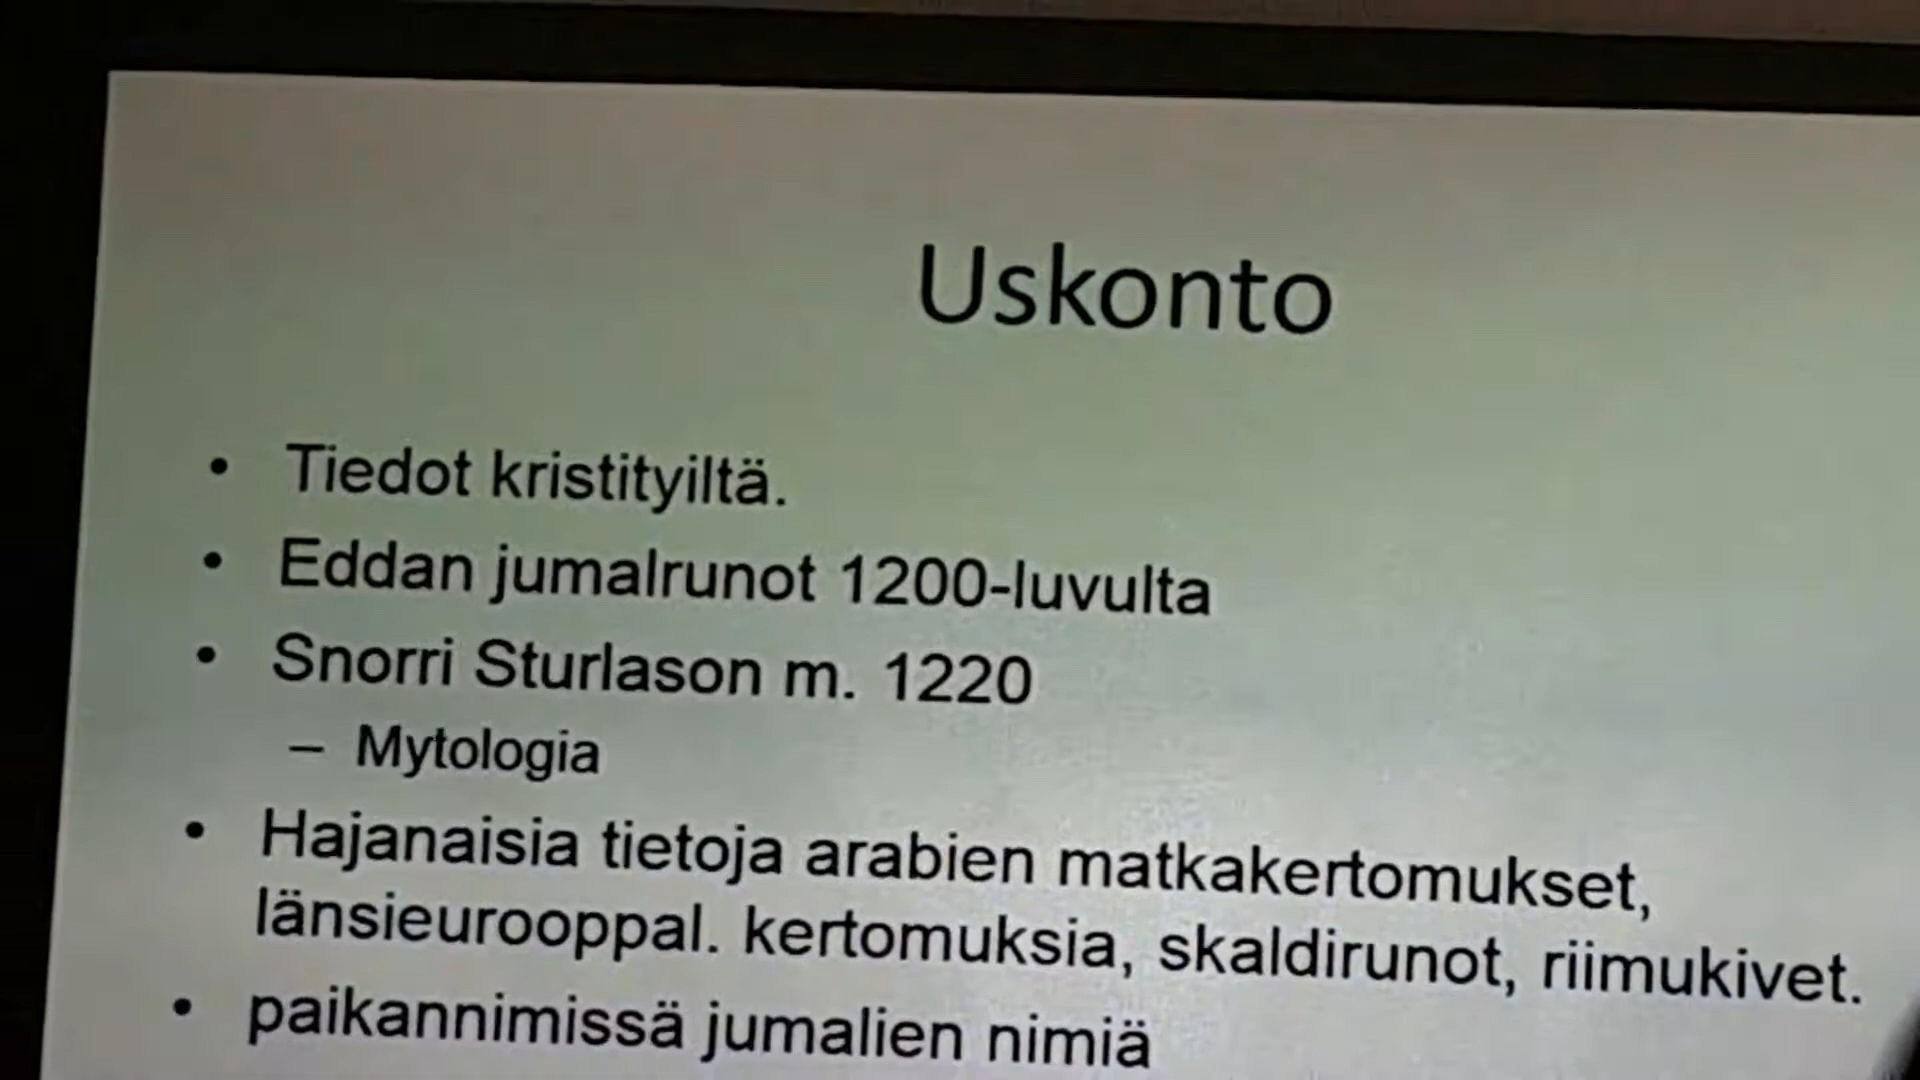 Uskonto
• Tiedot kristityiltä.
• Eddan jumalrunot 1200-luvulta
• Snorri Sturlason m. 1220
– Mytologia
• Hajanaisia tietoja arabien matkakertomukset,
länsieurooppal. kertomuksia, skaldirunot, riimukivet.
• paikannimissä jumalien nimiä